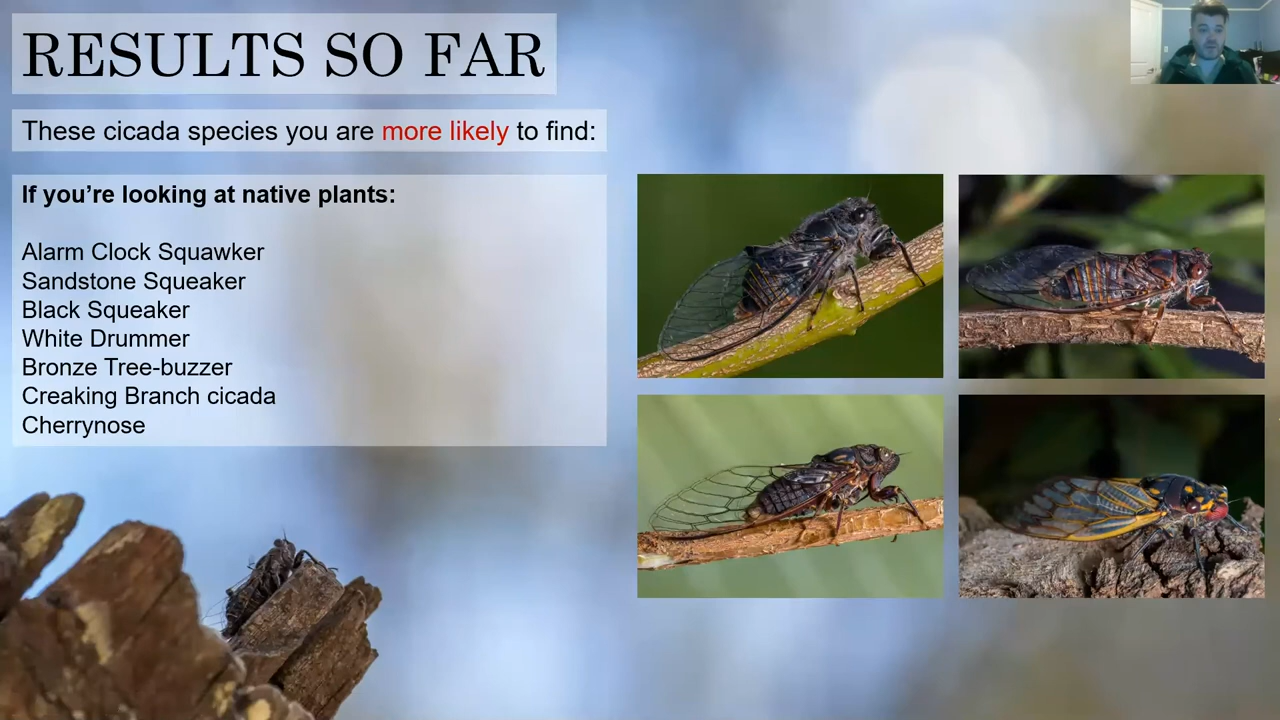 RESULTS SO FAR
These cicada species you are more likely to find:
If you’re looking at native plants:
Alarm Clock Squawker
Sandstone Squeaker
Black Squeaker
White Drummer
Bronze Tree-buzzer
Creaking Branch cicada
Cherrynose